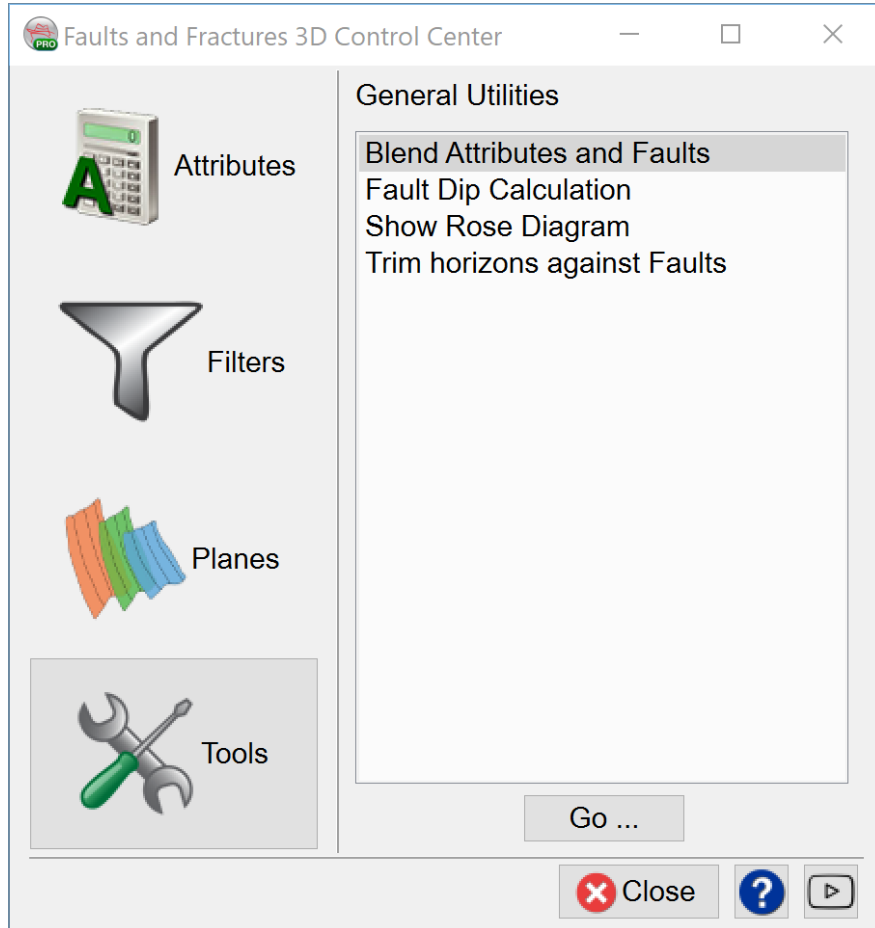 PRO
Faults and Fractures 3D Control Center
General Utilities
Attributes
Filters
Planes
Tools
Blend Attributes and Faults
Fault Dip Calculation
Show Rose Diagram
Trim horizons against Faults
Go ...
Close